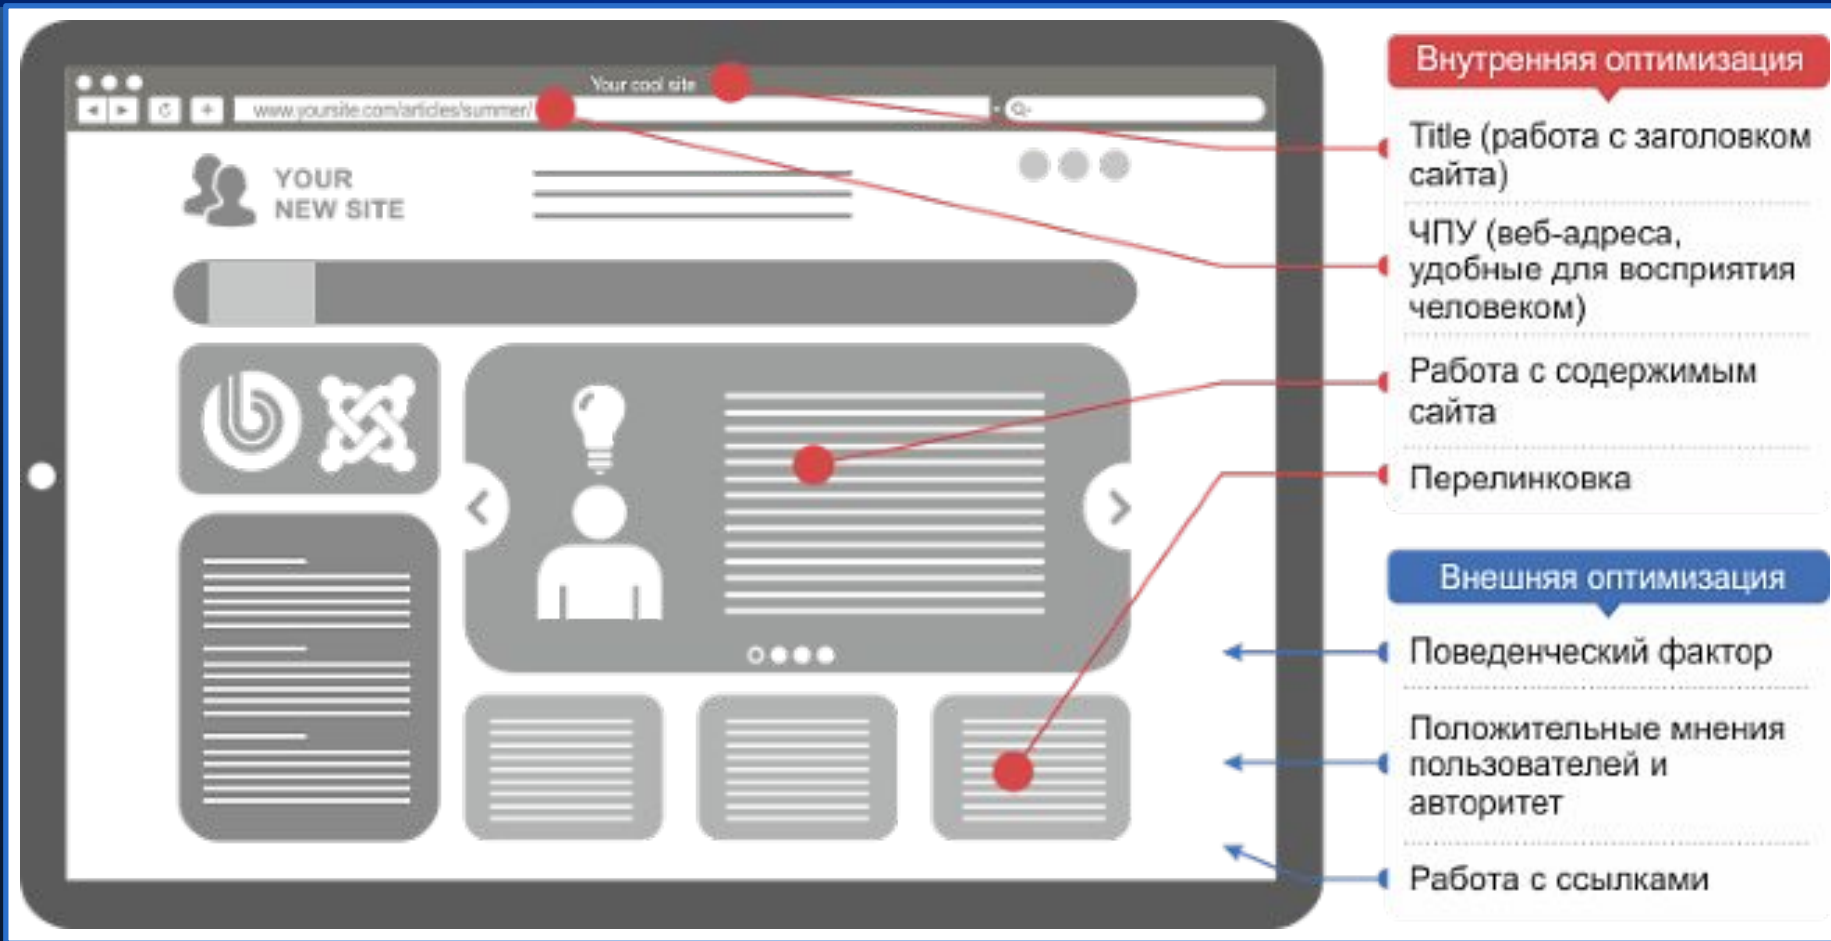 Your cool site
www.yoursite.com/articles/summer/
YOUR
NEW SITE
Внутренняя оптимизация
Title (работа с заголовком
сайта)
ЧПУ (веб-адреса,
удобные для восприятия
человеком)
Работа с содержимым
сайта
Перелинковка
Внешняя оптимизация
Поведенческий фактор
Положительные мнения
пользователей и
авторитет
Работа с ссылками